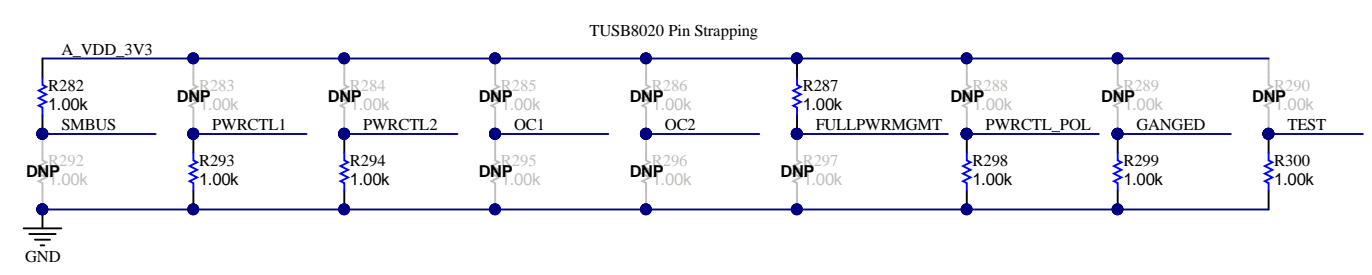 TUSB8020 Pin Strapping
A_VDD_3V3
R282
1.00k
R283
DNP
1.00k
R284
DNP
1.00k
R285
DNP
1.00k
R286
DNP
1.00k
R287
1.00k
R288
DNP
1.00k
R289
DNP
1.00k
R290
DNP
1.00k
SMBUS
PWRCTL1
PWRCTL2
OC1
OC2
FULLPWRMGMT
PWRCTL_POL
GANGED
TEST
R292
DNP
1.00k
R293
1.00k
R294
1.00k
R295
DNP
1.00k
R296
DNP
1.00k
R297
DNP
1.00k
R298
1.00k
R299
1.00k
R300
1.00k
GND